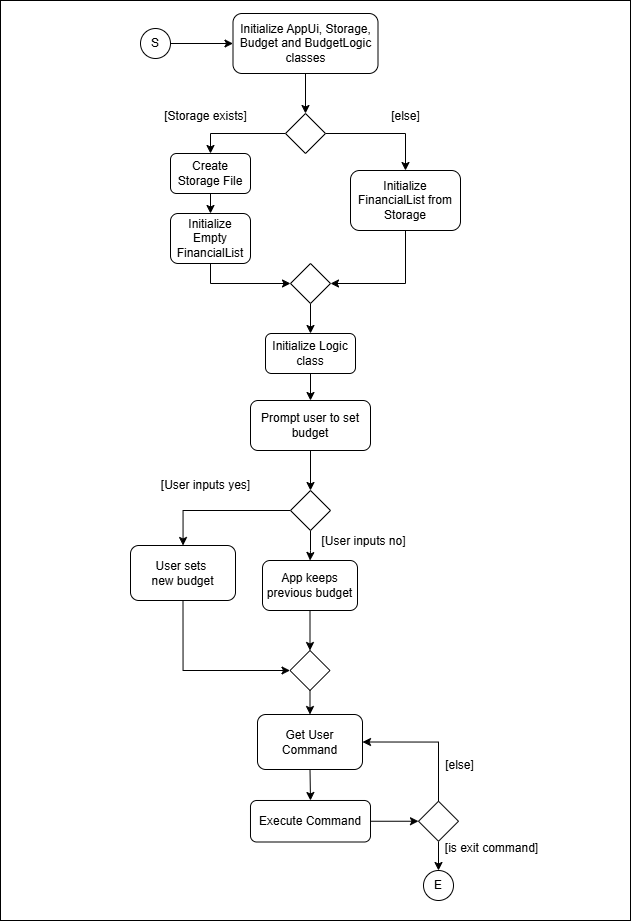 S
Initialize AppUi, Storage,
Budget and BudgetLogic
classes
[Storage exists]
[else]
Create
Storage File
Initialize
FinancialList from
Storage
Initialize
Empty
FinancialList
Initialize Logic
class
Prompt user to set
budget
[User inputs yes]
[User inputs no]
User sets
new budget
App keeps
previous budget
Get User
Command
[else]
Execute Command
[is exit command]
E